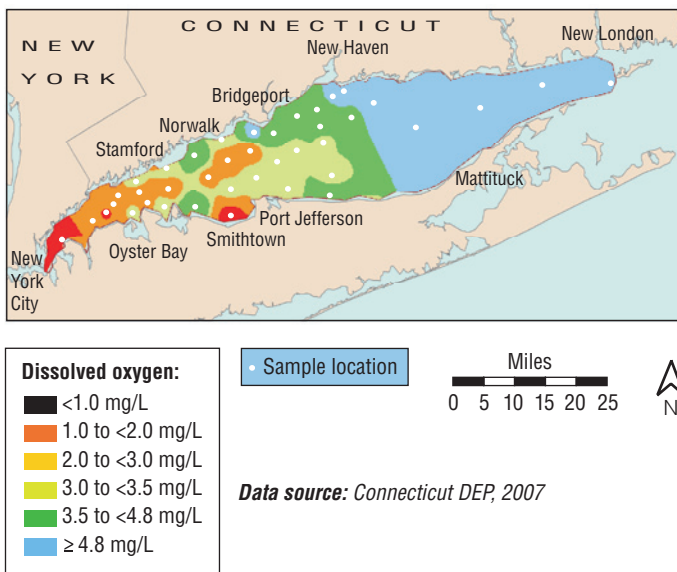 CONNECTICUT
NEW
YORK
New London
New Haven
Bridgeport
Norwalk
Stamford
Mattituck
Port Jefferson
Smithtown
Oyster Bay
New
York
City
Dissolved oxygen:
<1.0 mg/L
1.0 to <2.0 mg/L
2.0 to <3.0 mg/L
3.0 to <3.5 mg/L
3.5 to <4.8 mg/L
≥ 4.8 mg/L
Sample location
Miles
0 5 10 15 20 25
N
Data source: Connecticut DEP, 2007